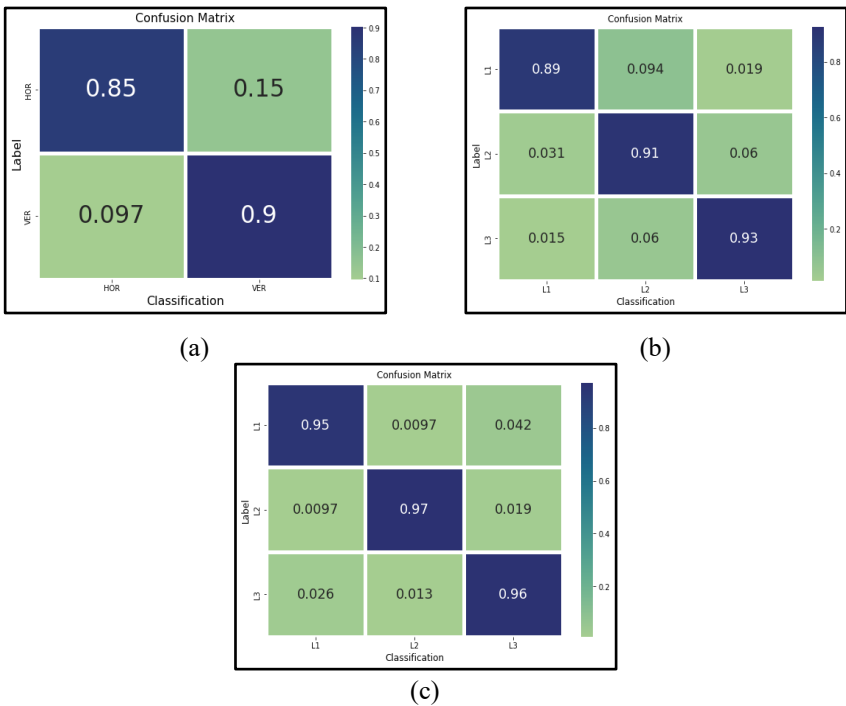 Confusion Matrix
HOR 0.85 0.15
VER 0.097 0.9
HOR VER
Label
Classification
0.9
0.8
0.7
0.6
0.5
0.4
0.3
0.2
0.1
(a)
Confusion Matrix
L1 0.89 0.094 0.019
L2 0.031 0.91 0.06
L3 0.015 0.06 0.93
L1 L2 L3
Label
Classification
0.8
0.6
0.4
0.2
(b)
Confusion Matrix
L1 0.95 0.0097 0.042
L2 0.0097 0.97 0.019
L3 0.026 0.013 0.96
L1 L2 L3
Label
Classification
0.8
0.6
0.4
0.2
(c)